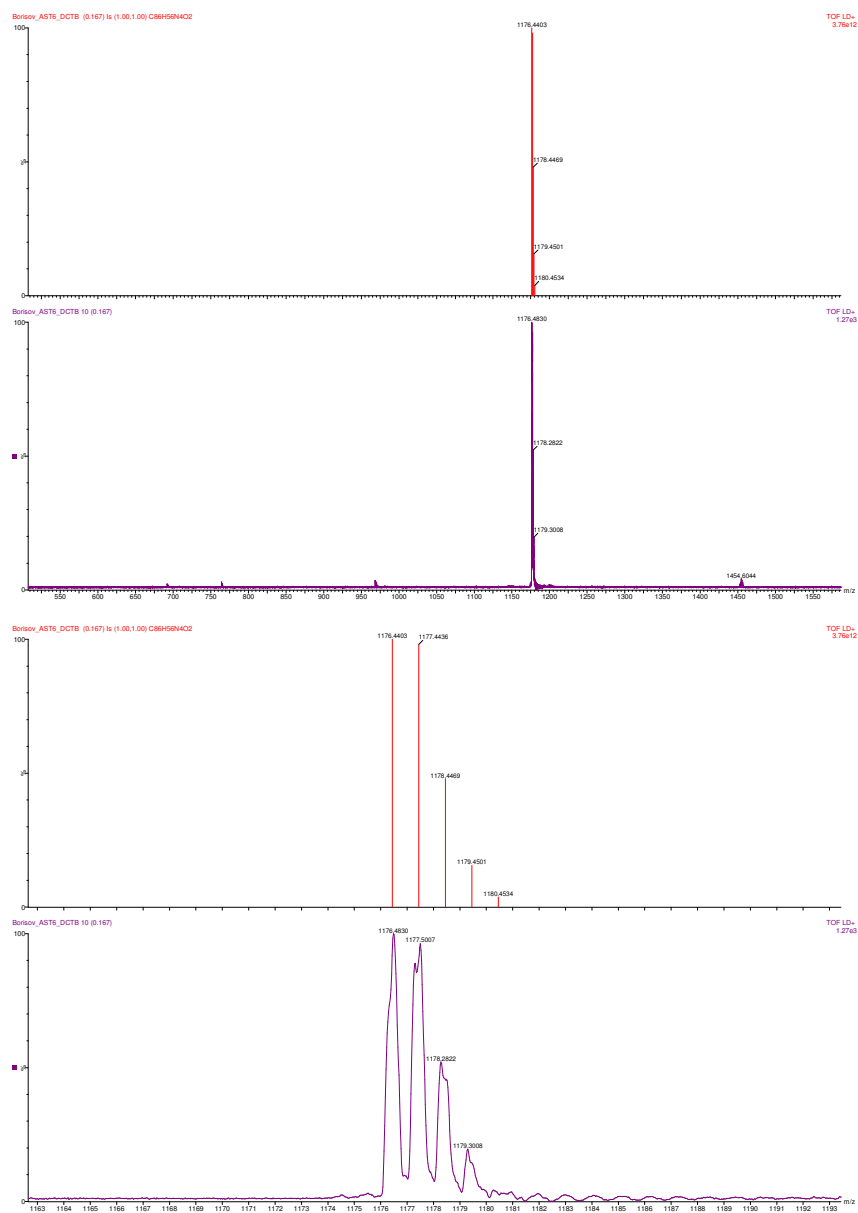 Borisov_AST6_DCTB (0.167) Is (1.00,1.00) C86H56N4O2
TOF LD+
3.76e12
1176.4403
100
1178.4469
%
1179.4501
1180.4534
0
Borisov_AST6_DCTB 10 (0.167)
TOF LD+
1.27e3
1176.4830
100
1178.2822
%
1179.3008
1454.6044
0
m/z
550 600 650 700 750 800 850 900 950 1000 1050 1100 1150 1200 1250 1300 1350 1400 1450 1500 1550
Borisov_AST6_DCTB (0.167) Is (1.00,1.00) C86H56N4O2
TOF LD+
3.76e12
1176.4403
1177.4436
100
1178.4469
%
1179.4501
1180.4534
0
Borisov_AST6_DCTB 10 (0.167)
TOF LD+
1.27e3
1176.4830
100
1177.5007
1178.2822
%
1179.3008
0
m/z
1163 1164 1165 1166 1167 1168 1169 1170 1171 1172 1173 1174 1175 1176 1177 1178 1179 1180 1181 1182 1183 1184 1185 1186 1187 1188 1189 1190 1191 1192 1193